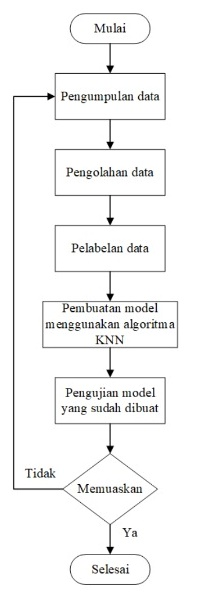 Mulai
Pengumpulan data
Pengolahan data
Pelabelan data
Pembuatan model
menggunakan algoritma
KNN
Pengujian model
yang sudah dibuat
Tidak
Memuaskan
Ya
Selesai